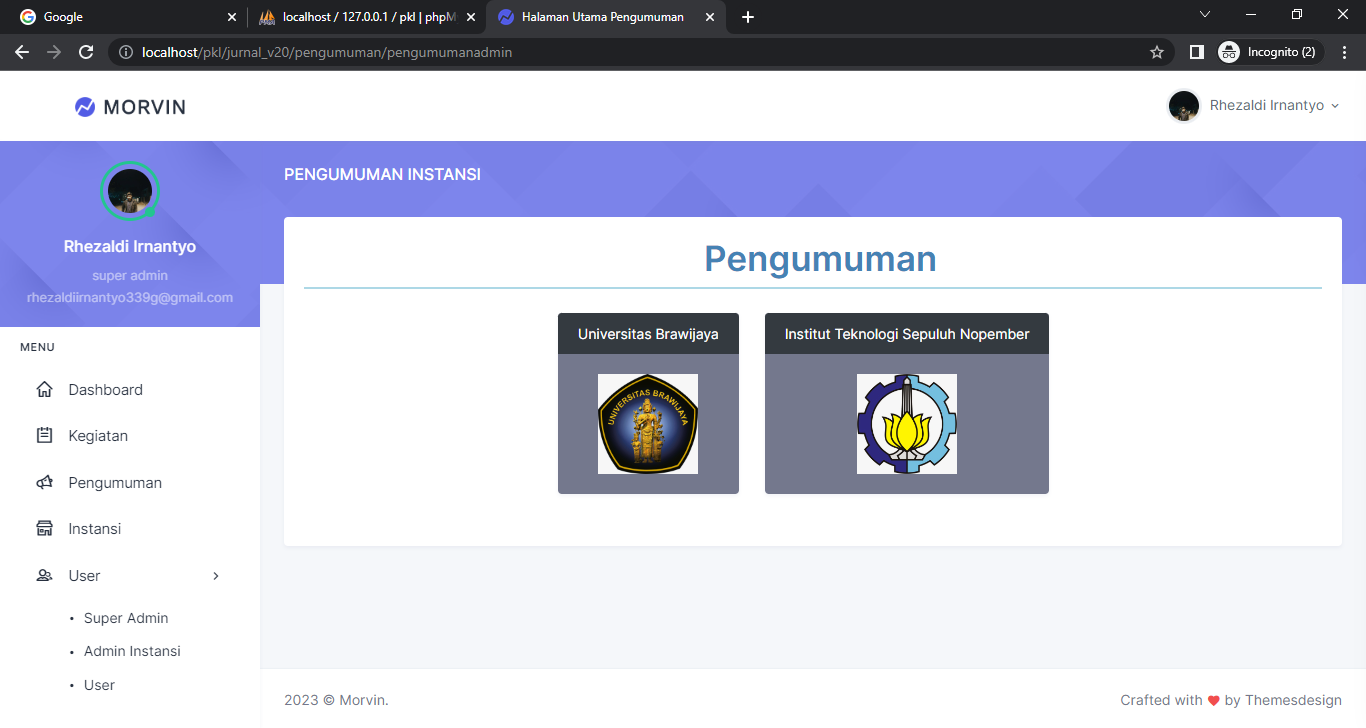 Google
localhost / 127.0.0.1 / pkl | phpM
Halaman Utama Pengumuman
localhost/pkl/jurnal_v20/pengumuman/pengumumanadmin
Incognito (2)
MORVIN
Rhezaldi Irnantyo
Rhezaldi Irnantyo
super admin
rhezaldiirnantyo339g@gmail.com
MENU
Dashboard
Kegiatan
Pengumuman
Instansi
User
• Super Admin
• Admin Instansi
• User
PENGUMUMAN INSTANSI
Pengumuman
Universitas Brawijaya
UNIVERSITAS BRAWIJAYA
Institut Teknologi Sepuluh Nopember
2023 © Morvin.
Crafted with ♥ by Themesdesign